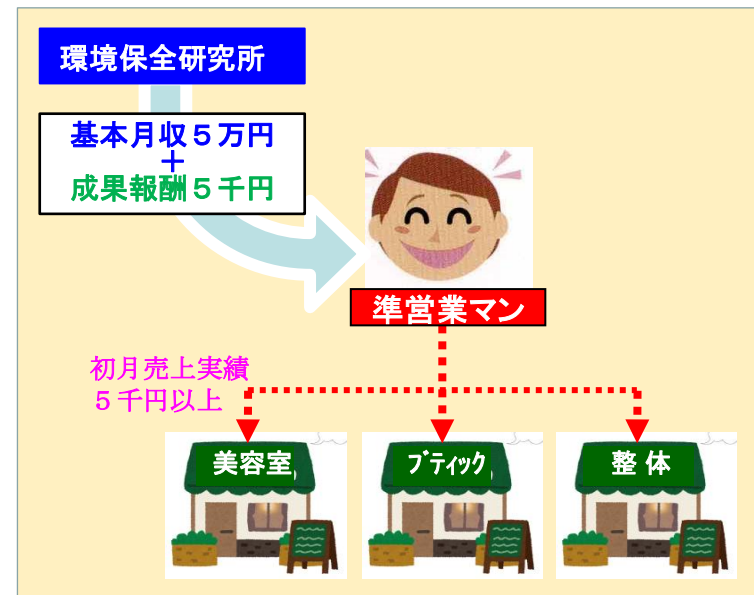 環境保全研究所
基本月収５万円
＋
成果報酬５千円
準営業マン
初月売上実績
５千円以上
美容室
ブティック
整 体